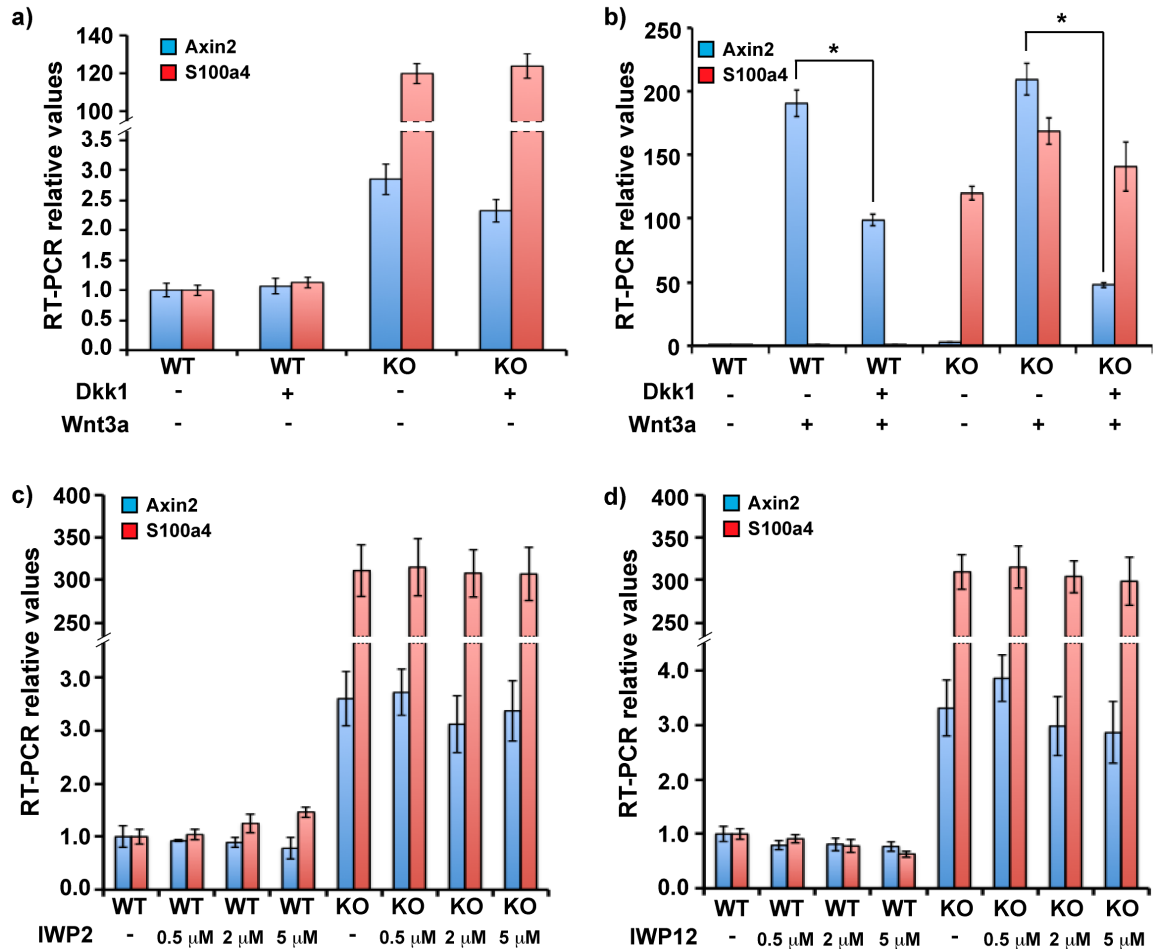 a)
RT-PCR relative values
140
120
100
3.5
3.0
2.5
2.0
1.5
1.0
0.5
0.0
Axin2
S100a4
WT WT KO KO
Dkk1 - + - +
Wnt3a - - - -
b)
RT-PCR relative values
250
200
150
100
50
0
Axin2
S100a4
* *
WT WT WT KO KO KO
Dkk1 - - + - - +
Wnt3a - + + - + +
c)
RT-PCR relative values
400
350
300
250
3.0
3.0
2.0
1.0
0.0
Axin2
S100a4
WT WT WT WT KO KO KO KO
IWP2 - 0.5 μM 2 μM 5 μM - 0.5 μM 2 μM 5 μM
d)
RT-PCR relative values
400
350
300
250
4.0
3.0
2.0
1.0
0.0
Axin2
S100a4
WT WT WT WT KO KO KO KO
IWP12 - 0.5 μM 2 μM 5 μM - 0.5 μM 2 μM 5 μM